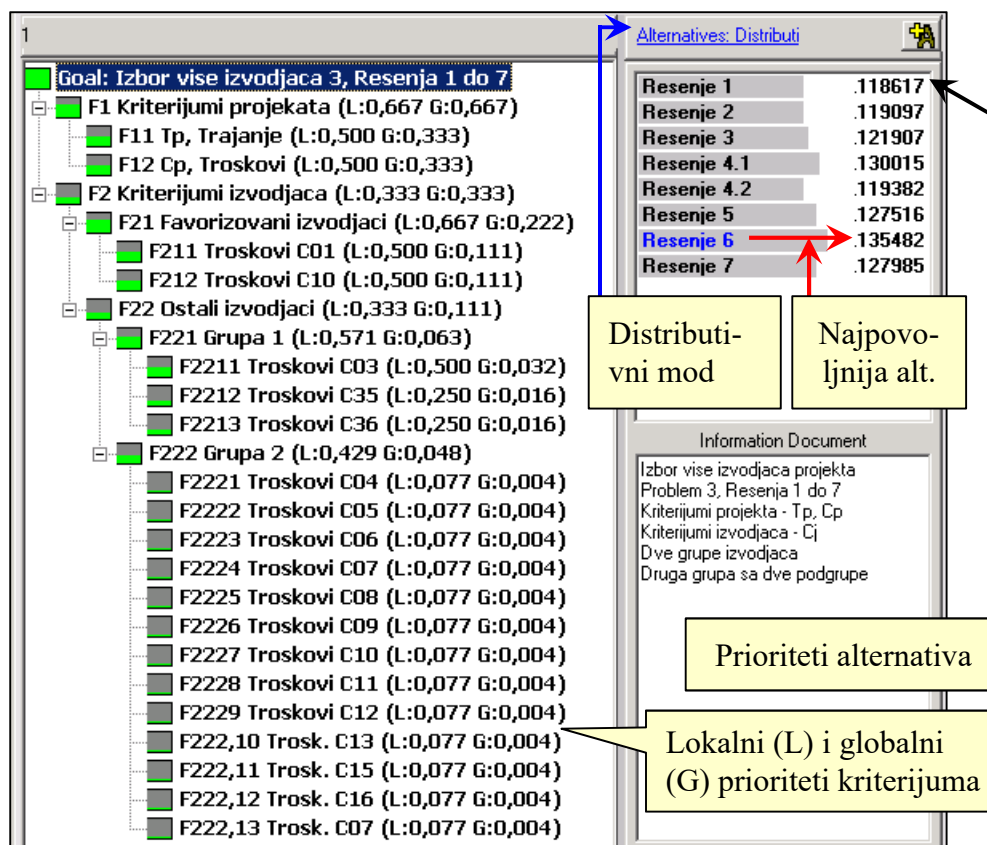 1
Goal: Izbor vise izvodjaca 3, Resenja 1 do 7
F1 Kriterijumi projekata (L:0,667 G:0,667)
F11 Tp, Trajanje (L:0,500 G:0,333)
F12 Cp, Troskovi (L:0,500 G:0,333)
F2 Kriterijumi izvodjaca (L:0,333 G:0,333)
F21 Favorizovani izvodjaci (L:0,667 G:0,222)
F211 Troskovi C01 (L:0,500 G:0,111)
F212 Troskovi C10 (L:0,500 G:0,111)
F22 Ostali izvodjaci (L:0,333 G:0,111)
F221 Grupa 1 (L:0,571 G:0,063)
F2211 Troskovi C03 (L:0,500 G:0,032)
F2212 Troskovi C35 (L:0,250 G:0,016)
F2213 Troskovi C36 (L:0,250 G:0,016)
F222 Grupa 2 (L:0,429 G:0,048)
F2221 Troskovi C04 (L:0,077 G:0,004)
F2222 Troskovi C05 (L:0,077 G:0,004)
F2223 Troskovi C06 (L:0,077 G:0,004)
F2224 Troskovi C07 (L:0,077 G:0,004)
F2225 Troskovi C08 (L:0,077 G:0,004)
F2226 Troskovi C09 (L:0,077 G:0,004)
F2227 Troskovi C10 (L:0,077 G:0,004)
F2228 Troskovi C11 (L:0,077 G:0,004)
F2229 Troskovi C12 (L:0,077 G:0,004)
F222,10 Trosk. C13 (L:0,077 G:0,004)
F222,11 Trosk. C15 (L:0,077 G:0,004)
F222,12 Trosk. C16 (L:0,077 G:0,004)
F222,13 Trosk. C07 (L:0,077 G:0,004)
Alternatives: Distributi
A
Resenje 1 .118617
Resenje 2 .119097
Resenje 3 .121907
Resenje 4.1 .130015
Resenje 4.2 .119382
Resenje 5 .127516
Resenje 6 .135482
Resenje 7 .127985
Distributi-
vni mod
Najpovo-
ljnija alt.
Information Document
Izbor vise izvodjaca projekta
Problem 3, Resenja 1 do 7
Kriterijumi projekta - Tp, Cp
Kriterijumi izvodjaca - Cj
Dve grupe izvodjaca
Druga grupa sa dve podgrupe
Prioriteti alternativa
Lokalni (L) i globalni
(G) prioriteti kriterijuma